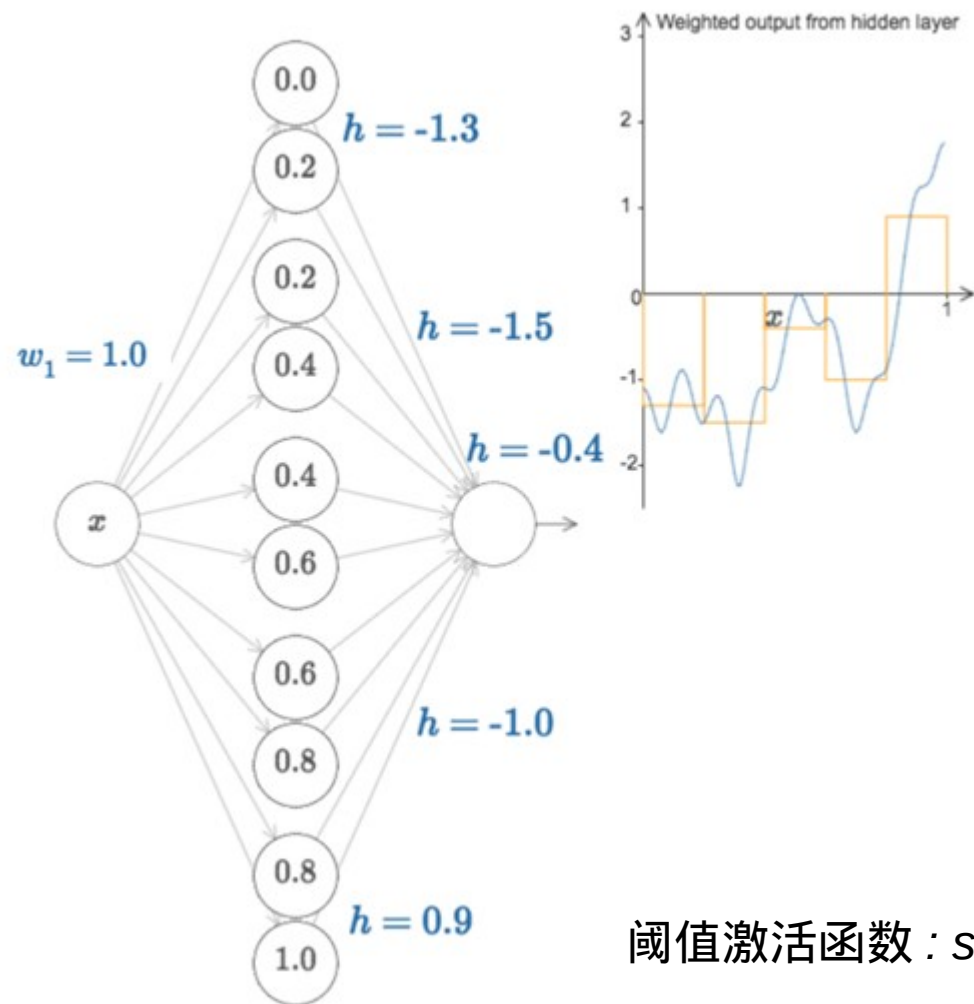 0.0
h = -1.3
0.2
0.2
h = -1.5
w₁ = 1.0
0.4
h = -0.4
0.4
x
0.6
0.6
h = -1.0
0.8
0.8
h = 0.9
1.0
Weighted output from hidden layer
3
2
1
0
x
1
-1
-2
阈值激活函数 : s